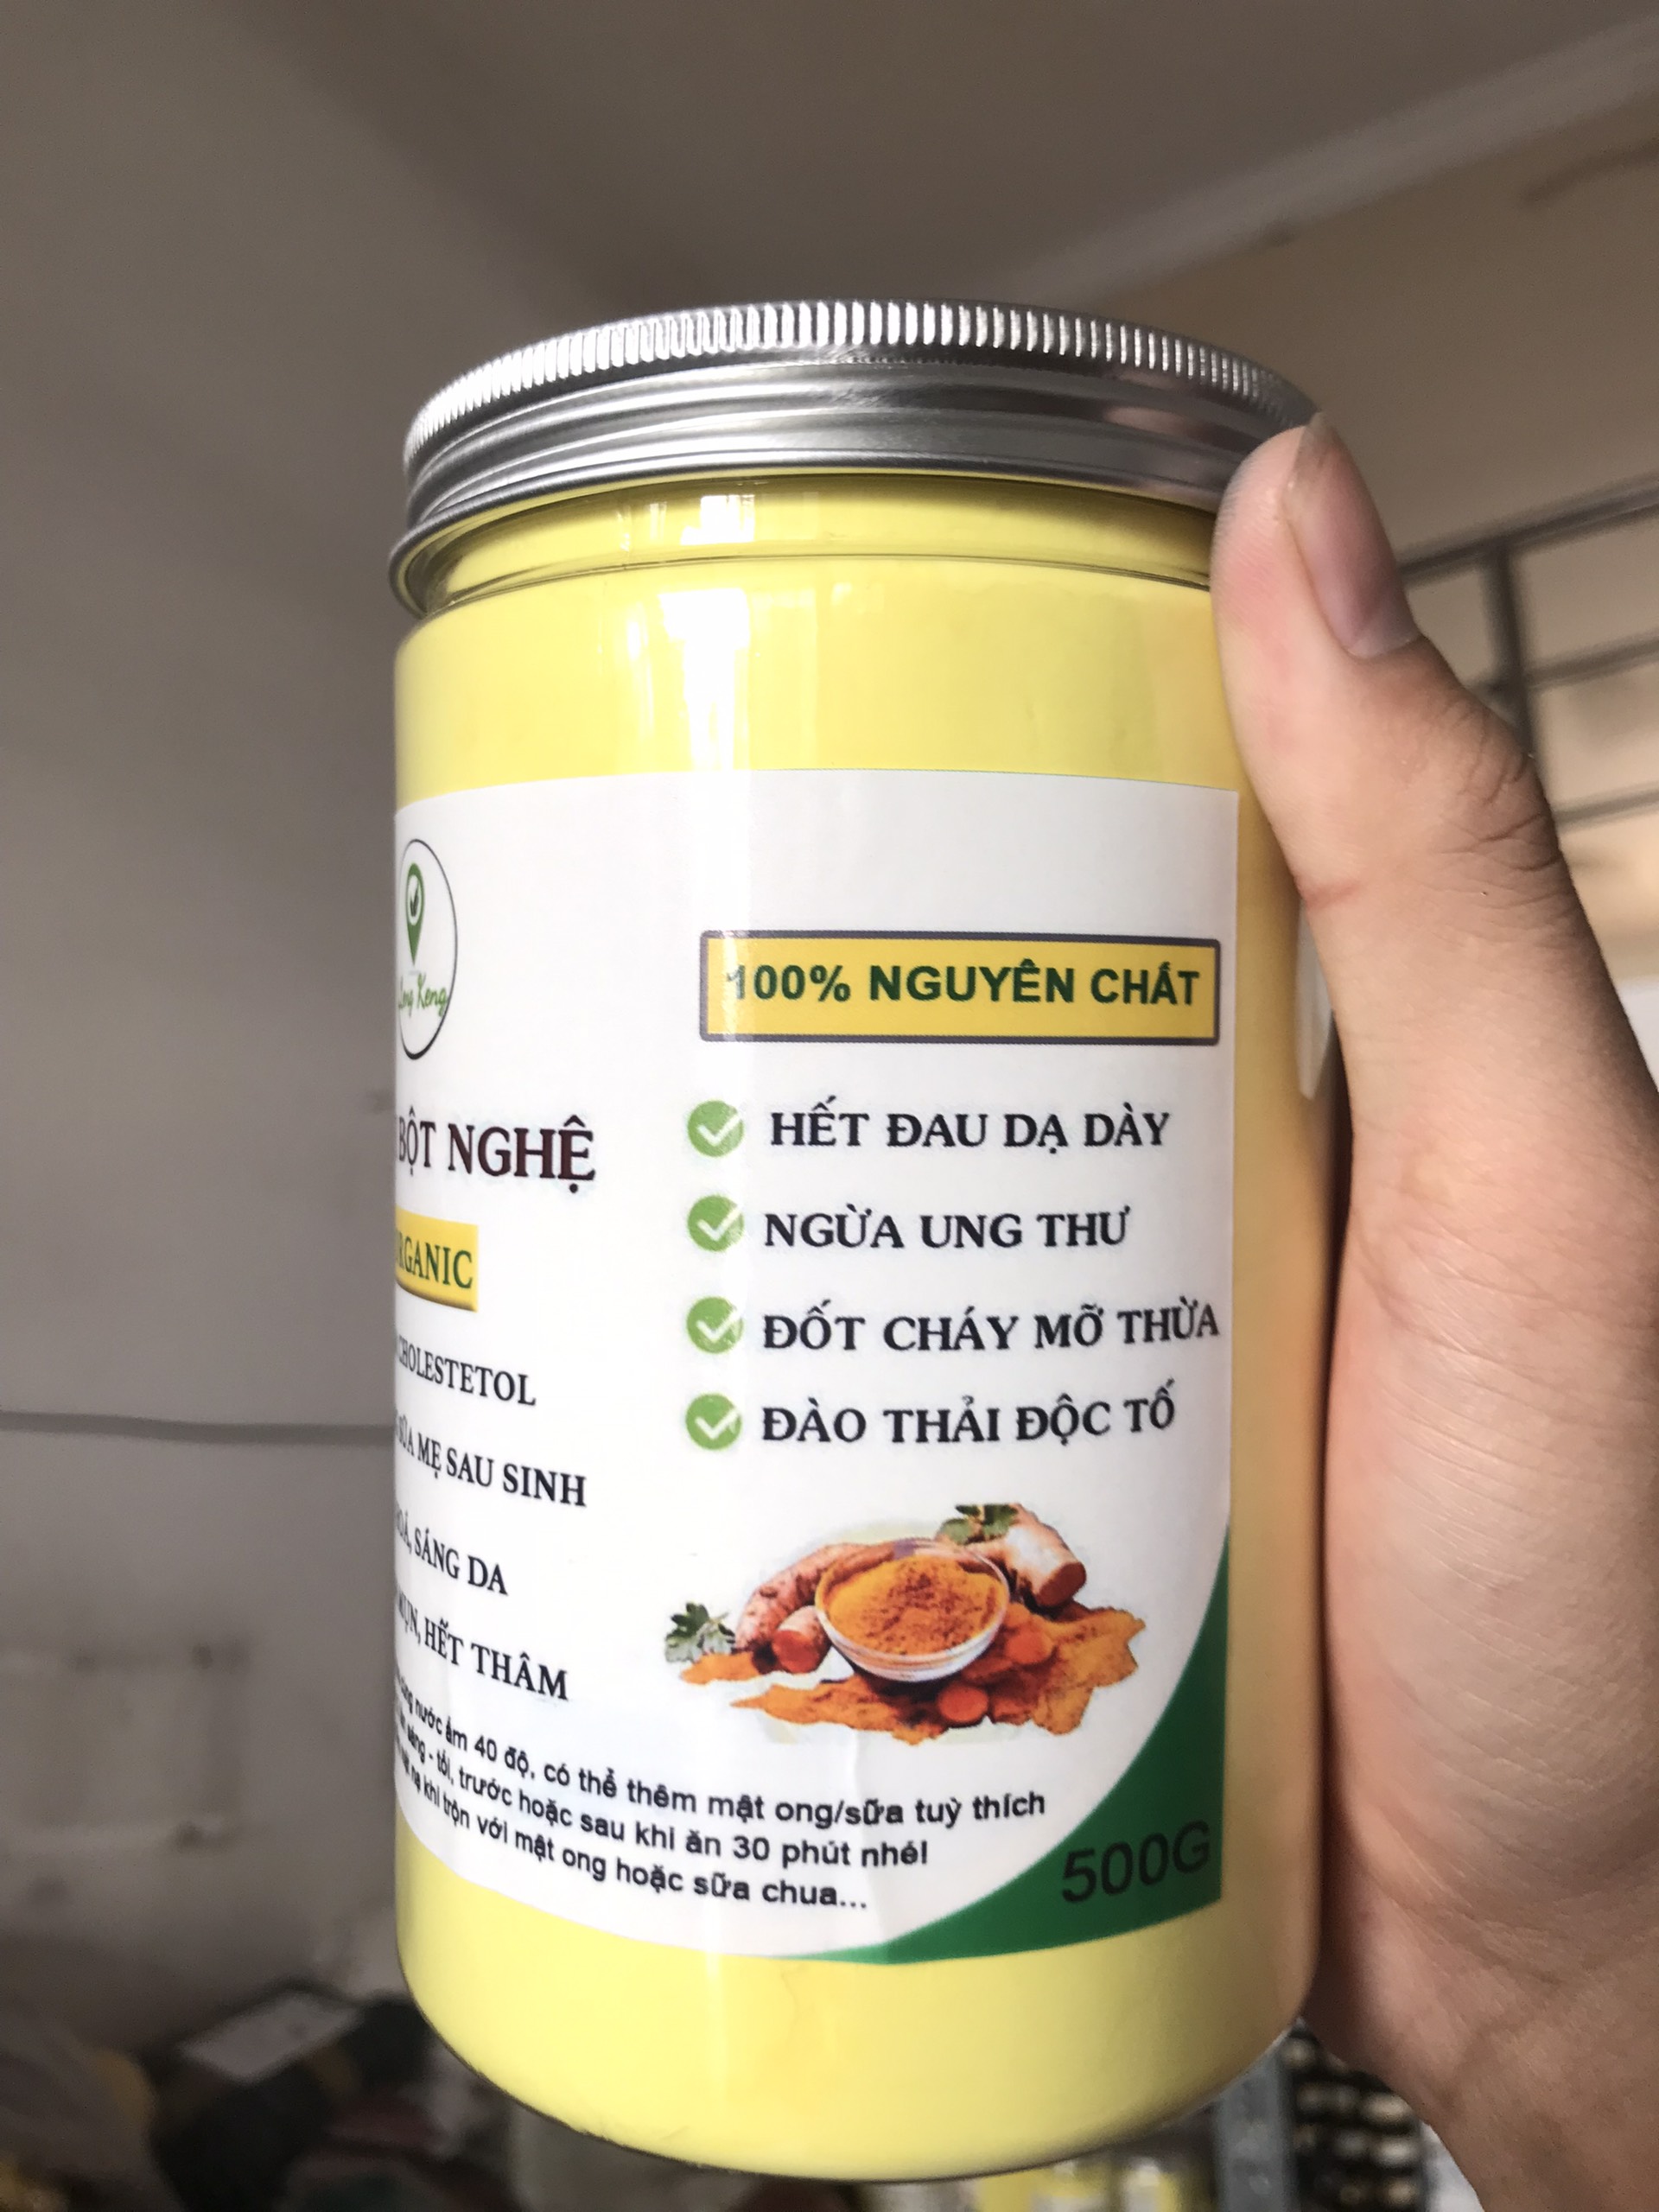 Keng
BỘT NGHỆ
CHOLESTETOL
MẸ SAU SINH
SÁNG DA
HẾT THÂM
100% NGUYÊN CHẤT
HẾT ĐAU DẠ DÀY
NGỪA UNG THƯ
ĐỐT CHÁY MỠ THỪA
ĐÀO THẢI ĐỘC TỐ
nước ấm 40 độ, có thể thêm mật ong/sữa tuỳ thích
sáng - tối, trước hoặc sau khi ăn 30 phút nhé!
khi trộn với mật ong hoặc sữa chua...
500G